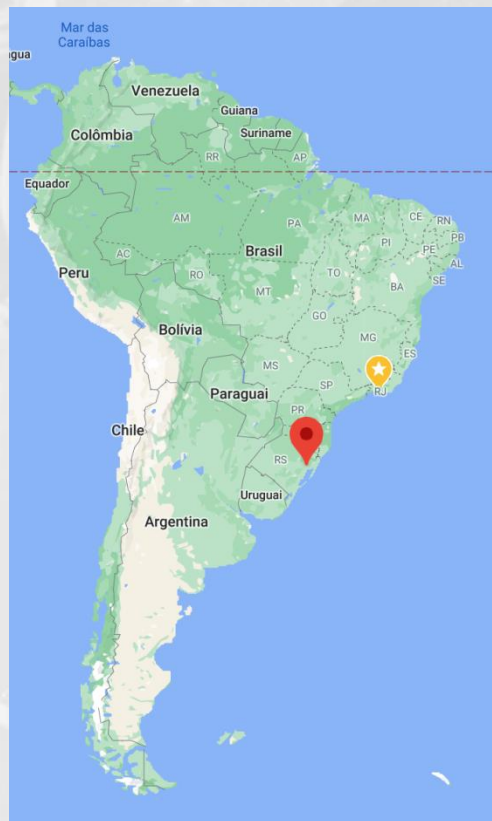 Mar das
Caraíbas
agua
Venezuela
Guiana
Suriname
Colômbia
RR
AP
Equador
AM
PA
MA
CE
RN
PB
PI
PE
AL
AC
Brasil
TO
SE
RO
BA
Peru
MT
GO
Bolívia
MG
ES
MS
SP
RJ
Paraguai
PR
Chile
RS
Uruguai
Argentina